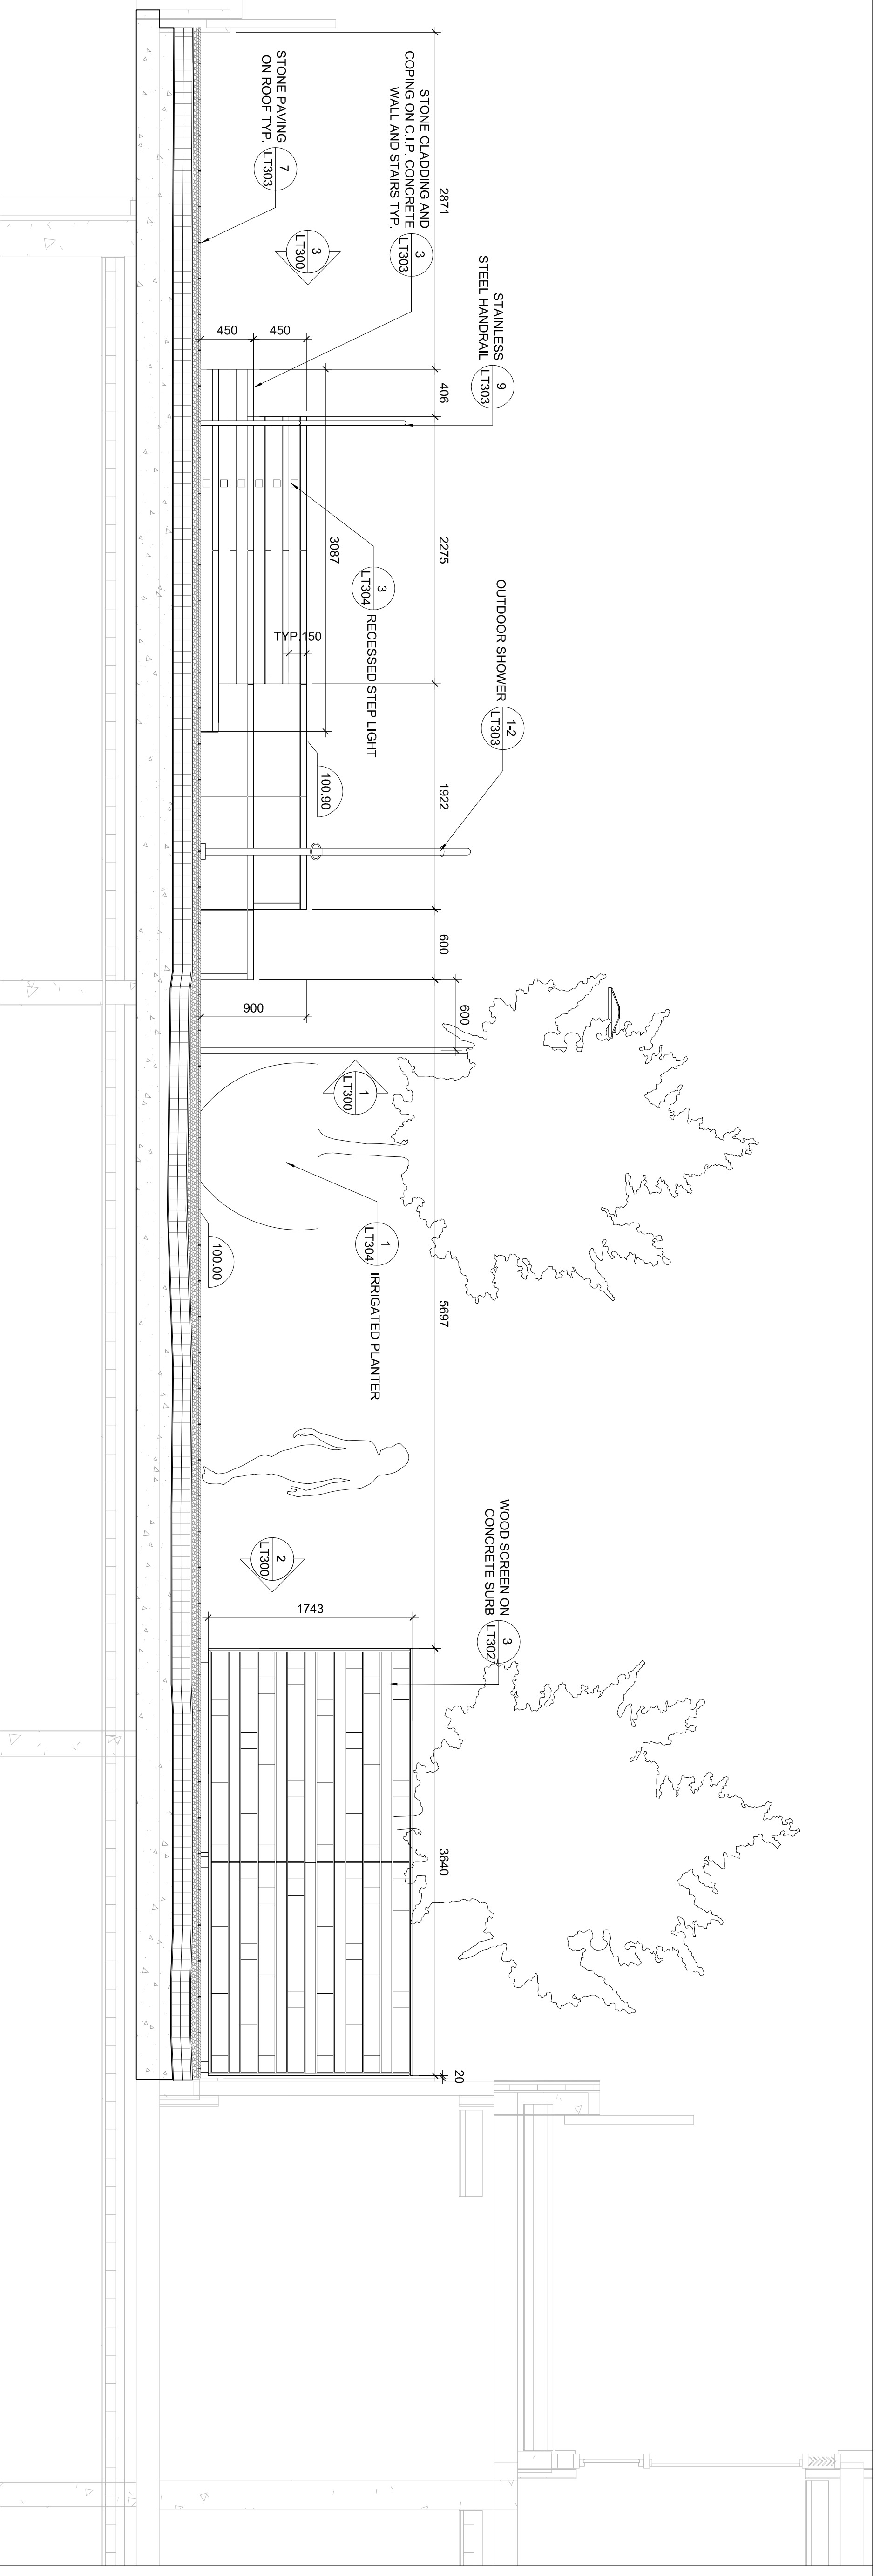 STONE PAVING
ON ROOF TYP.
7
LT303
STONE CLADDING AND
COPING ON C.I.P. CONCRETE
WALL AND STAIRS TYP.
3
LT303
STAINLESS
STEEL HANDRAIL
9
LT303
3
LT304
RECESSED STEP LIGHT
OUTDOOR SHOWER
1-2
LT303
1
LT304
IRRIGATED PLANTER
WOOD SCREEN ON
CONCRETE SURB
3
LT302
3
LT300
1
LT300
2
LT300
2871
406
2275
1922
600
5697
3640
20
600
3087
450
450
TYP.150
900
1743
100.90
100.00